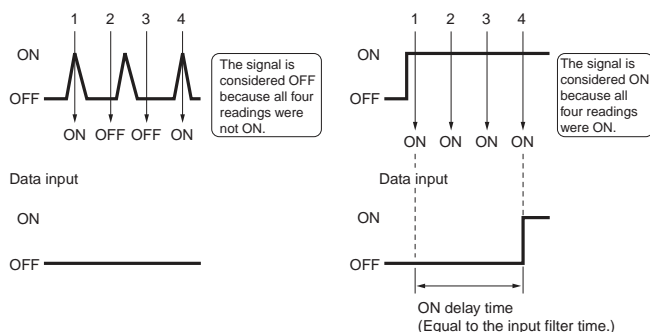 1 2 3 4
ON
OFF
ON OFF OFF ON
The signal is
considered OFF
because all four
readings were
not ON.
Data input
ON
OFF
1 2 3 4
ON
OFF
ON ON ON ON
The signal is
considered ON
because all
four readings
were ON.
Data input
ON
OFF
ON delay time
(Equal to the input filter time.)